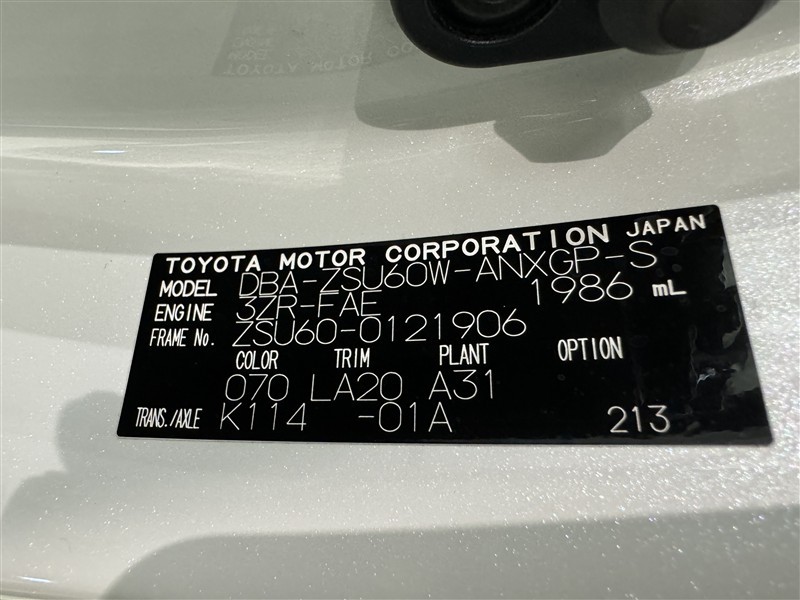 TOYOTA MOTOR CORPORATION JAPAN
MODEL DBA-ZSU60W-ANXGP-S
ENGINE 3ZR-FAE 1986 mL
FRAME No. ZSU60-0121906
COLOR TRIM PLANT OPTION
070 LA20 A31
TRANS./AXLE K114 -01A 213